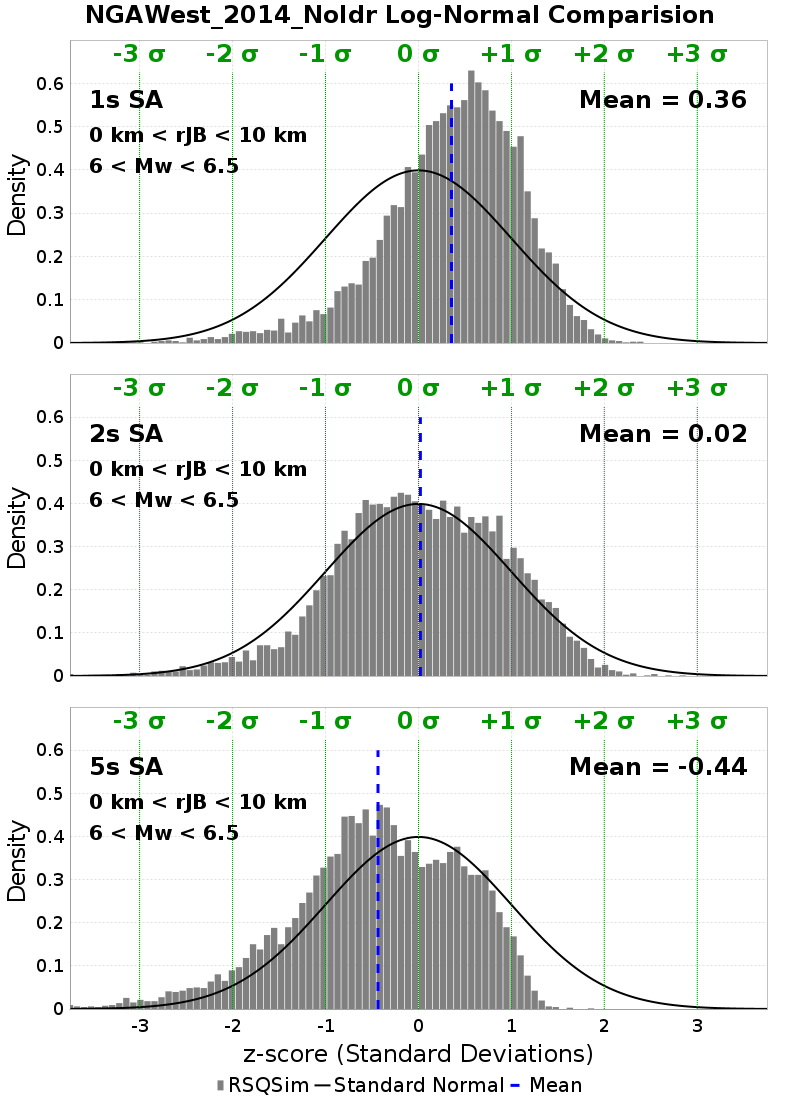 NGAWest_2014_NoIdr Log-Normal Comparision
-3 σ -2 σ -1 σ 0 σ +1 σ +2 σ +3 σ
0.6
1s SA
Mean = 0.36
0.5
0 km < rJB < 10 km
0.4
6 < Mw < 6.5
Density
0.3
0.2
0.1
0
-3 σ -2 σ -1 σ 0 σ +1 σ +2 σ +3 σ
0.6
2s SA
Mean = 0.02
0.5
0 km < rJB < 10 km
0.4
6 < Mw < 6.5
Density
0.3
0.2
0.1
0
-3 σ -2 σ -1 σ 0 σ +1 σ +2 σ +3 σ
0.6
5s SA
Mean = -0.44
0.5
0 km < rJB < 10 km
0.4
6 < Mw < 6.5
Density
0.3
0.2
0.1
0
-3 -2 -1 0 1 2 3
z-score (Standard Deviations)
RSQSim Standard Normal Mean